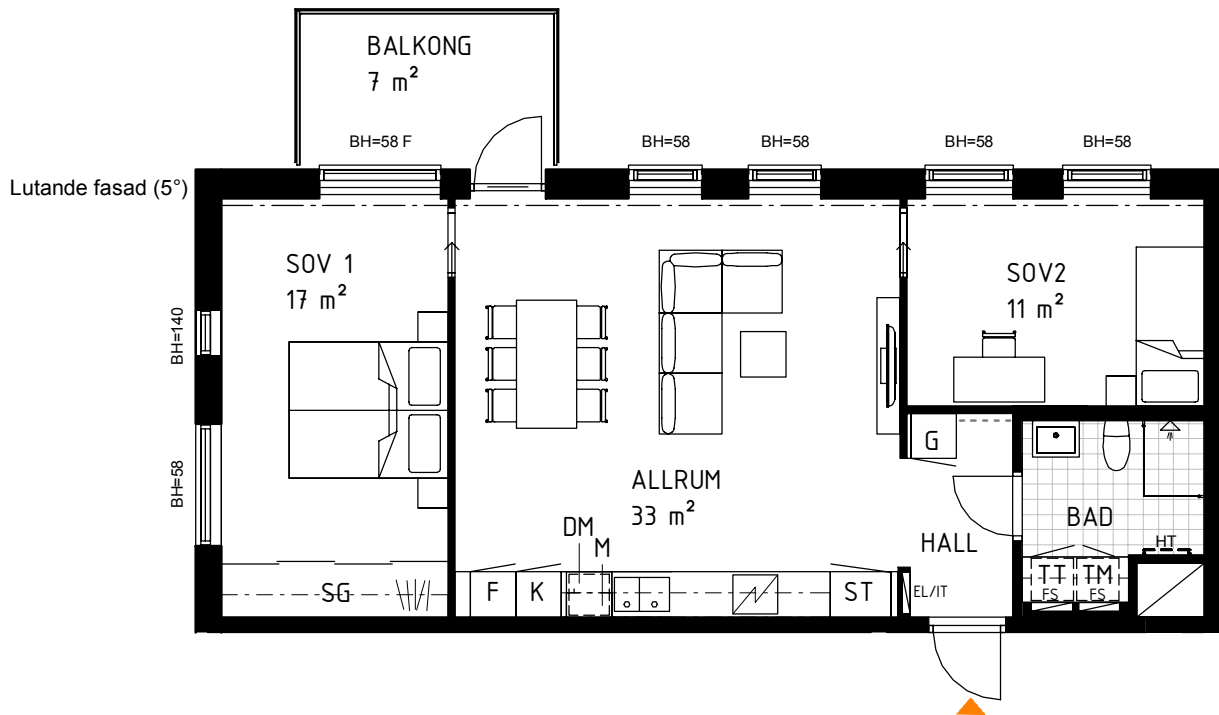 BALKONG
7 m²
BH=58 F
BH=58
BH=58
BH=58
BH=58
Lutande fasad (5°)
SOV 1
17 m²
SOV2
11 m²
BH=140
BH=58
G
ALLRUM
33 m²
DM
M
HALL
BAD
HT
SG
F
K
ST
EL/IT
TT
TM
FS
FS